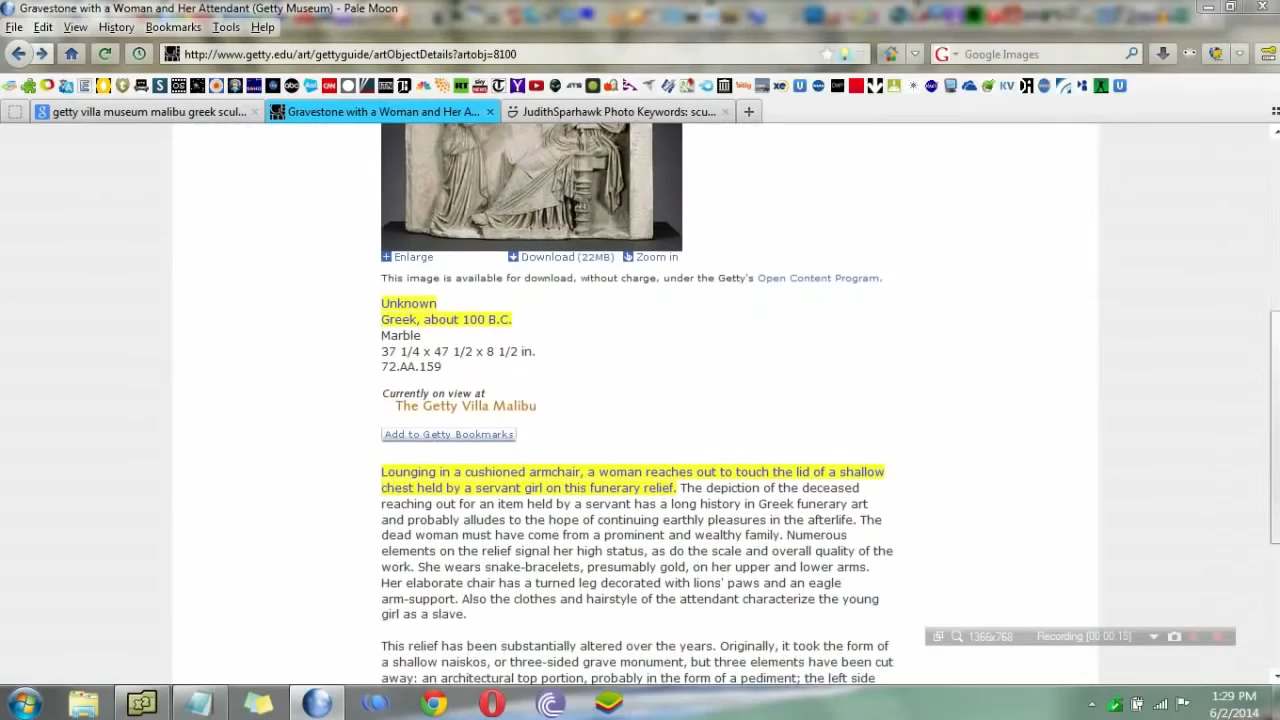 Gravestone with a Woman and Her Attendant (Getty Museum) - Pale Moon
File Edit View History Bookmarks Tools Help
http://www.getty.edu/art/gettyguide/artObjectDetails?artobj=8100
Google Images
getty villa museum malibu greek scul...
Gravestone with a Woman and Her A...
JudithSparhawk Photo Keywords: scu...
Enlarge
Download (22MB)
Zoom in
This image is available for download, without charge, under the Getty's Open Content Program.
Unknown
Greek, about 100 B.C.
Marble
37 1/4 x 47 1/2 x 8 1/2 in.
72.AA.159
Currently on view at
The Getty Villa Malibu
Add to Getty Bookmarks
Lounging in a cushioned armchair, a woman reaches out to touch the lid of a shallow
chest held by a servant girl on this funerary relief. The depiction of the deceased
reaching out for an item held by a servant has a long history in Greek funerary art
and probably alludes to the hope of continuing earthly pleasures in the afterlife. The
dead woman must have come from a prominent and wealthy family. Numerous
elements on the relief signal her high status, as do the scale and overall quality of the
work. She wears snake-bracelets, presumably gold, on her upper and lower arms.
Her elaborate chair has a turned leg decorated with lions' paws and an eagle
arm-support. Also the clothes and hairstyle of the attendant characterize the young
girl as a slave.
1366x768 Recording [00:00:15]
This relief has been substantially altered over the years. Originally, it took the form of
a shallow naiskos, or three-sided grave monument, but three elements have been cut
away: an architectural top portion, probably in the form of a pediment; the left side
1:29 PM
6/2/2014